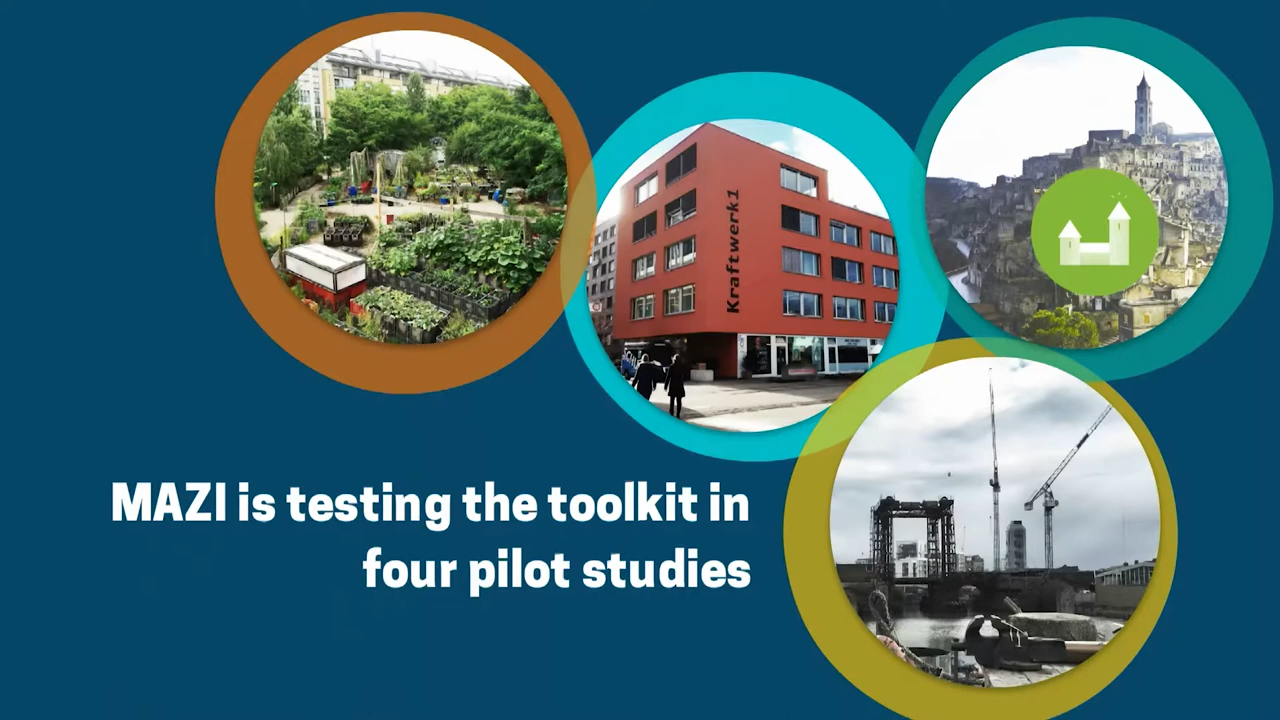 Kraftwerk1
MAZI is testing the toolkit in
four pilot studies